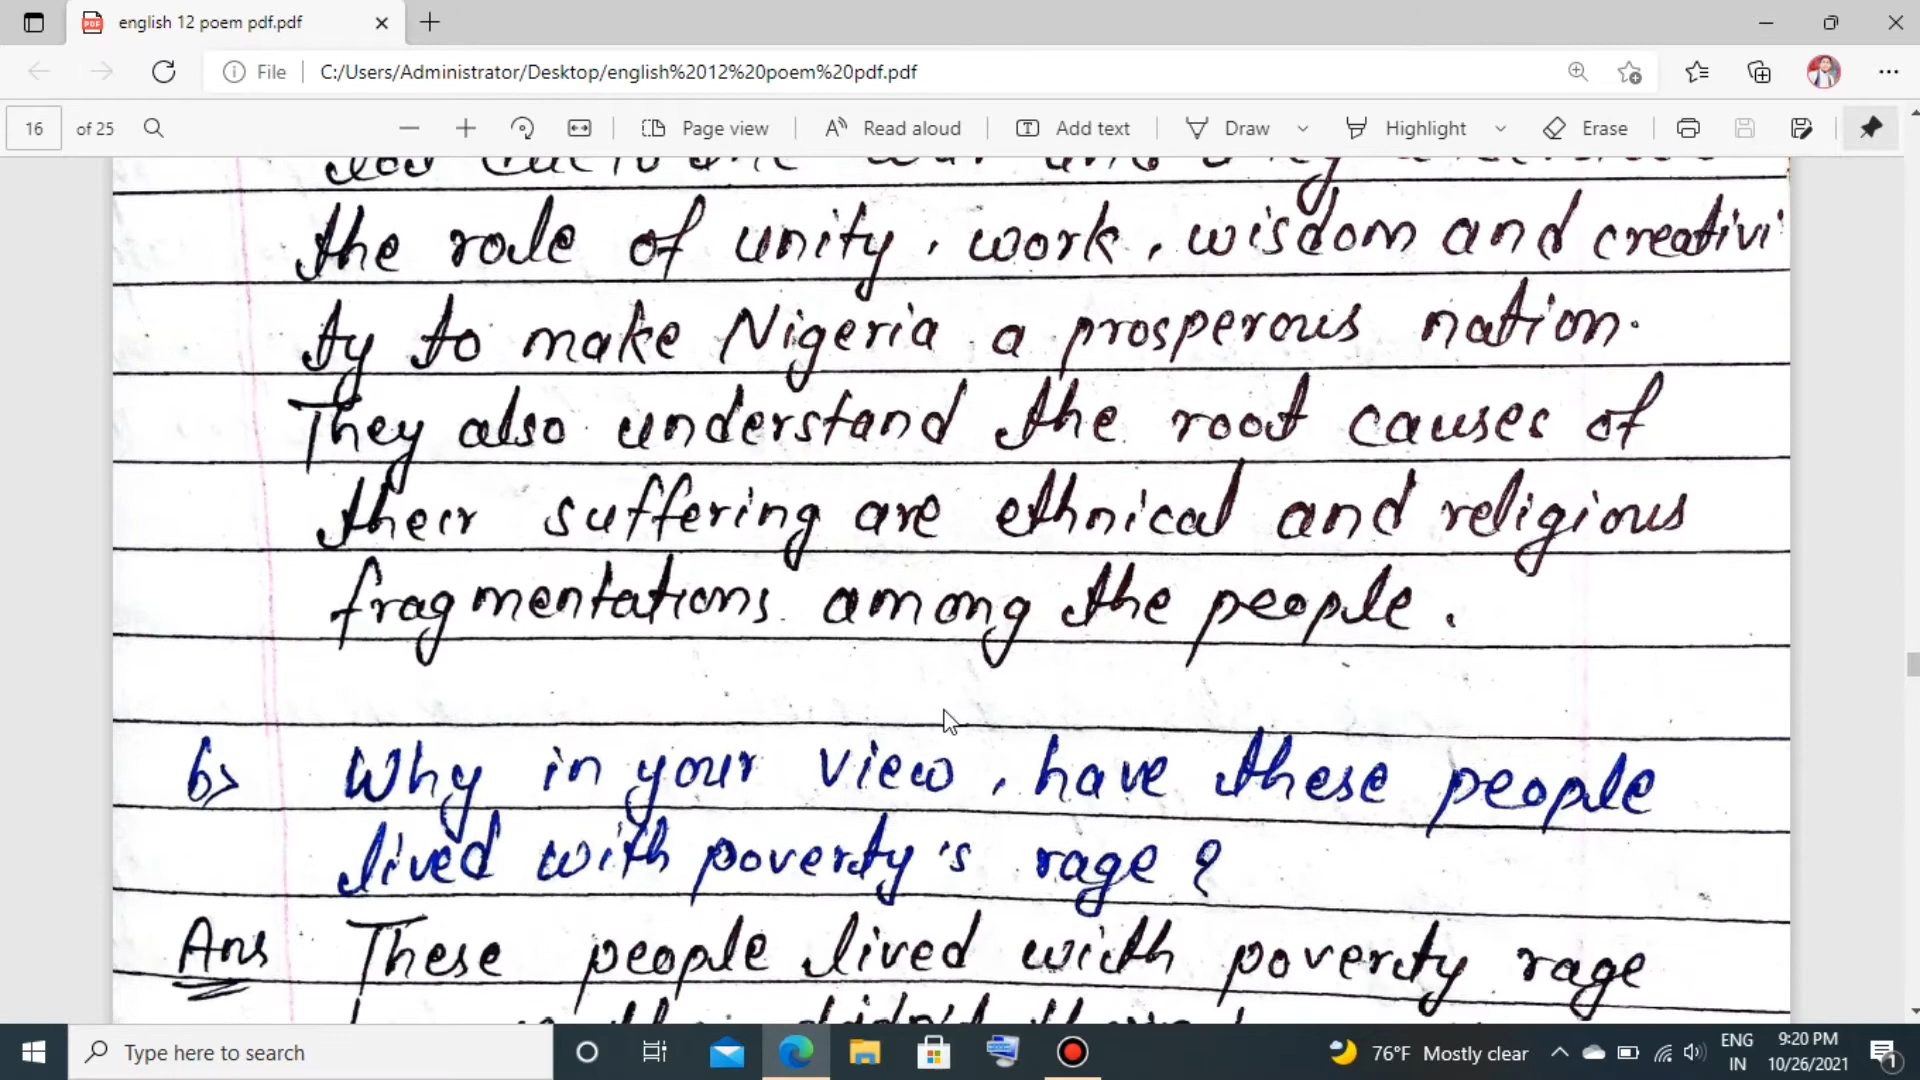 english 12 poem pdf.pdf
File C:/Users/Administrator/Desktop/english%2012%20poem%20pdf.pdf
16 of 25 Page view Read aloud Add text Draw Highlight Erase
the role of unity, work, wisdom and creativi
ty to make Nigeria a prosperous nation.
They also understand the root causes of
their suffering are ethnical and religious
fragmentations among the people.
b> Why in your view, have these people
lived with poverty's rage?
Ans These people lived with poverty rage
Type here to search 76°F Mostly clear ENG 9:20 PM
IN 10/26/2021 1